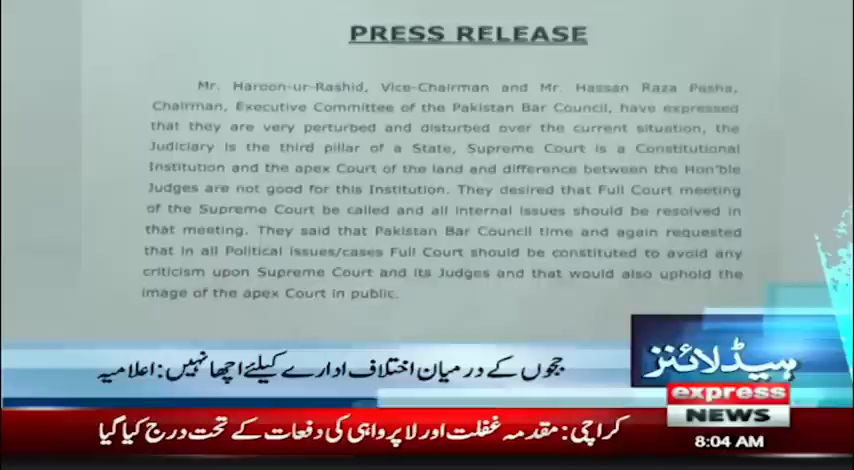 PRESS RELEASE
Mr. Haroon-ur-Rashid, Vice-Chairman and Mr. Hassan Raza Pasha,
Chairman, Executive Committee of the Pakistan Bar Council, have expressed
that they are very perturbed and disturbed over the current situation, the
Judiciary is the third pillar of a State, Supreme Court is a Constitutional
Institution and the apex Court of the land and difference between the Hon'ble
Judges are not good for this Institution. They desired that Full Court meeting
of the Supreme Court be called and all internal issues should be resolved in
that meeting. They said that Pakistan Bar Council time and again requested
that in all Political issues/cases Full Court should be constituted to avoid any
criticism upon Supreme Court and its Judges and that would also uphold the
image of the apex Court in public.
ججوں کے درمیان اختلاف ادارے کیلئے اچھا نہیں: اعلامیہ
ہیڈلائنز
express
NEWS
8:04 AM
کراچی: مقدمہ غفلت اور لاپرواہی کی دفعات کے تحت درج کیا گیا